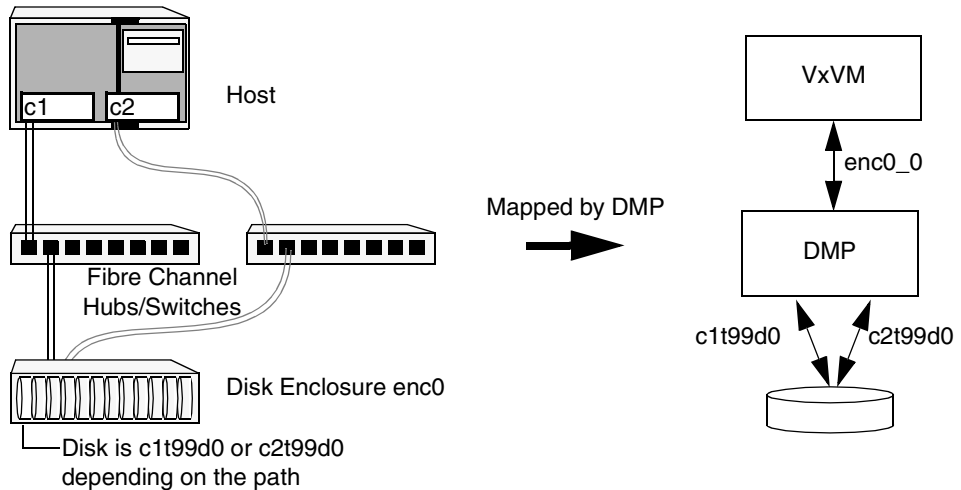 c1
c2
Host
Fibre Channel
Hubs/Switches
Disk Enclosure enc0
Disk is c1t99d0 or c2t99d0
depending on the path
Mapped by DMP
VxVM
enc0_0
DMP
c1t99d0
c2t99d0